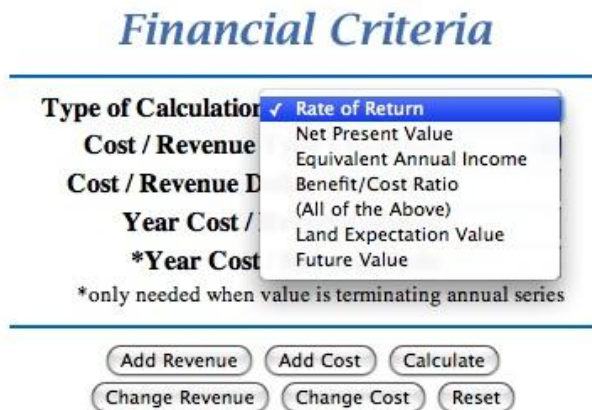 Financial Criteria
Type of Calculation ✓ Rate of Return
Net Present Value
Cost / Revenue
Equivalent Annual Income
Cost / Revenue
Benefit/Cost Ratio
(All of the Above)
Year Cost /
Land Expectation Value
*Year Cost
Future Value
*only needed when value is terminating annual series
Add Revenue Add Cost Calculate
Change Revenue Change Cost Reset